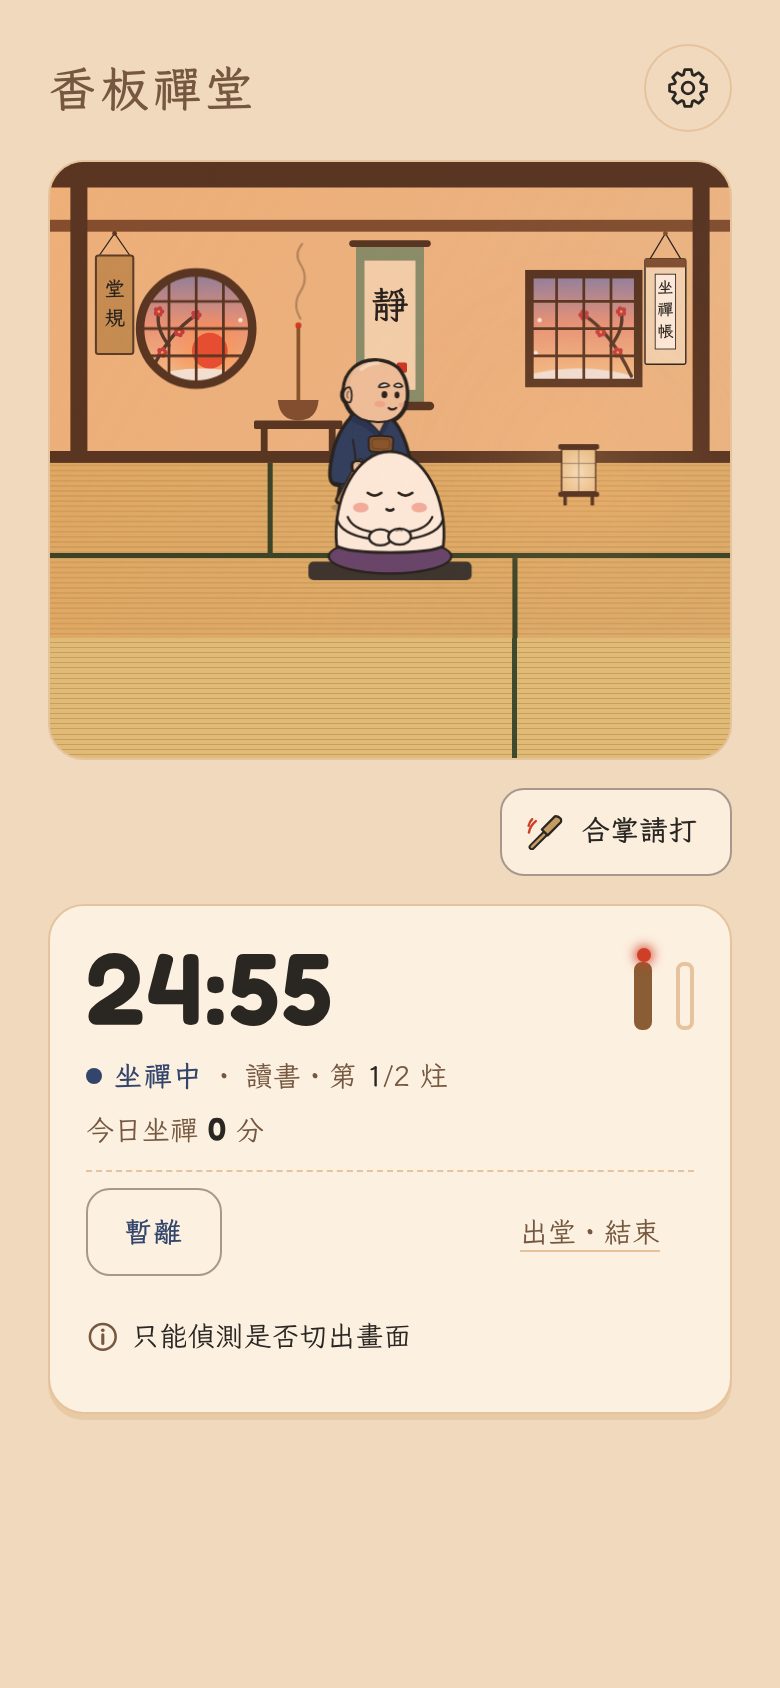 香板禪堂
堂規
靜
坐禪帳
合掌請打
24:55
坐禪中 · 讀書 · 第 1/2 炷
今日坐禪 0 分
暫離
出堂 · 結束
只能偵測是否切出畫面